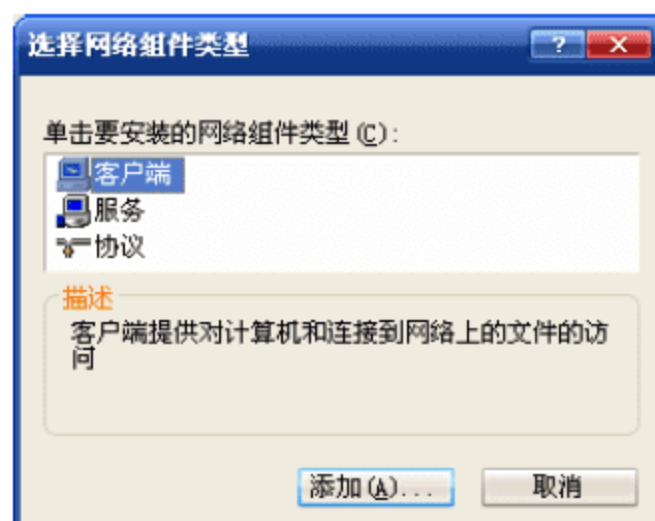 选择网络组件类型
单击要安装的网络组件类型(C):
客户端
服务
协议
描述
客户端提供对计算机和连接到网络上的文件的访
问
添加(A)... 取消